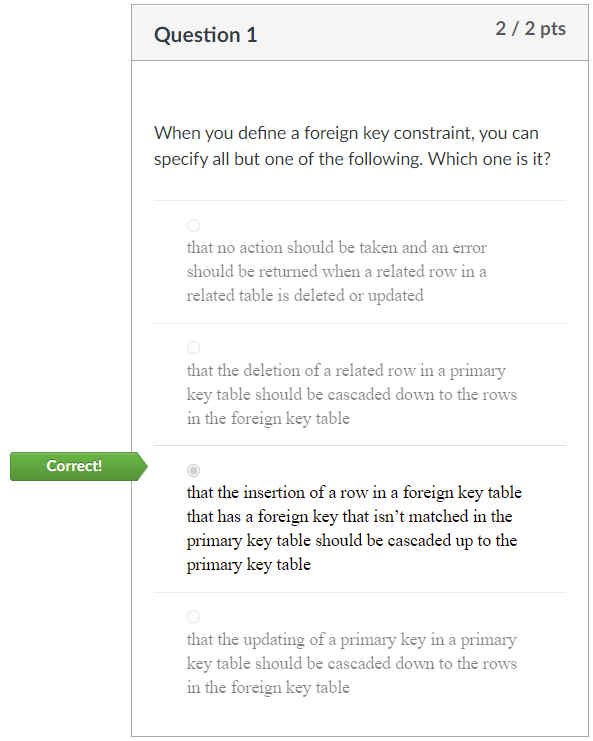 Question 1
2 / 2 pts
When you define a foreign key constraint, you can
specify all but one of the following. Which one is it?
that no action should be taken and an error
should be returned when a related row in a
related table is deleted or updated
that the deletion of a related row in a primary
key table should be cascaded down to the rows
in the foreign key table
Correct!
that the insertion of a row in a foreign key table
that has a foreign key that isn’t matched in the
primary key table should be cascaded up to the
primary key table
that the updating of a primary key in a primary
key table should be cascaded down to the rows
in the foreign key table